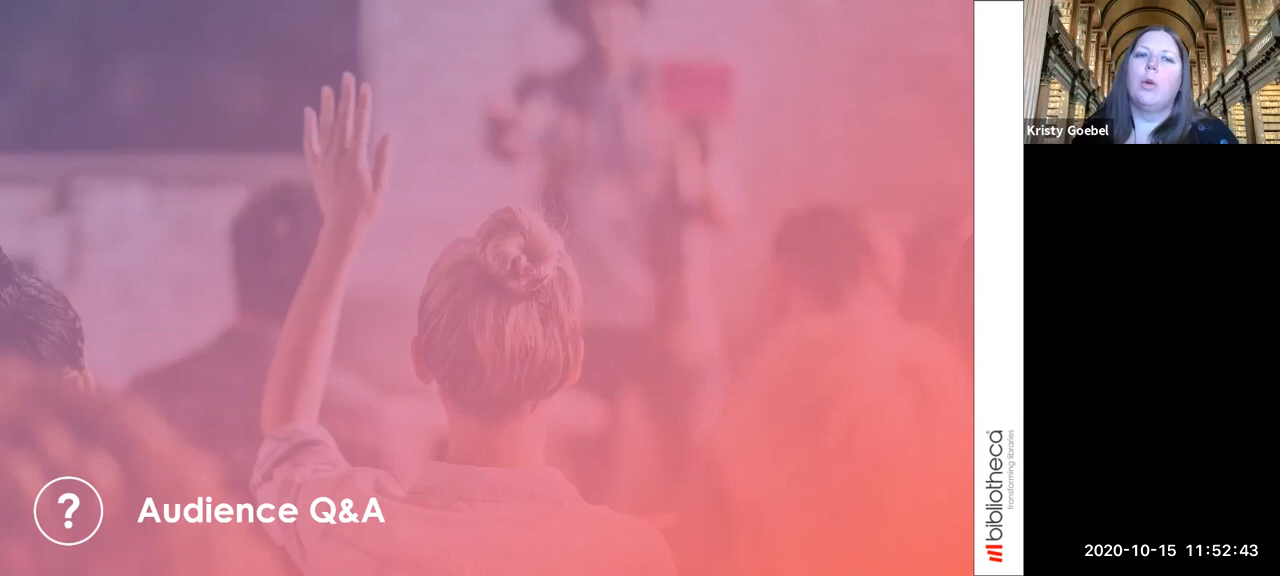 ?
Audience Q&A
bibliotheca
transforming libraries
Kristy Goebel
2020-10-15 11:52:43